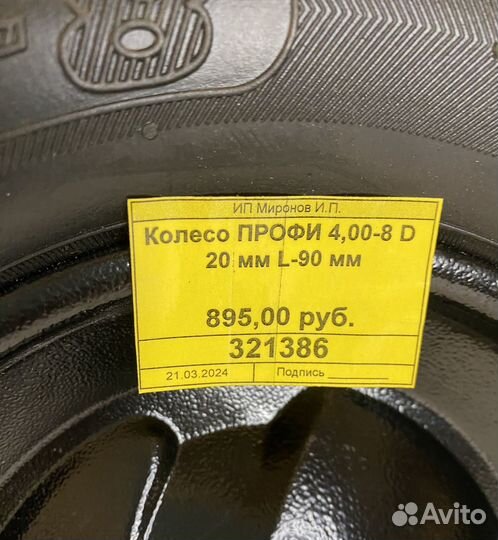 8
ИП Миронов И.П.
Колесо ПРОФИ 4,00-8 D
20 мм L-90 мм
895,00 руб.
321386
21.03.2024 Подпись
Avito